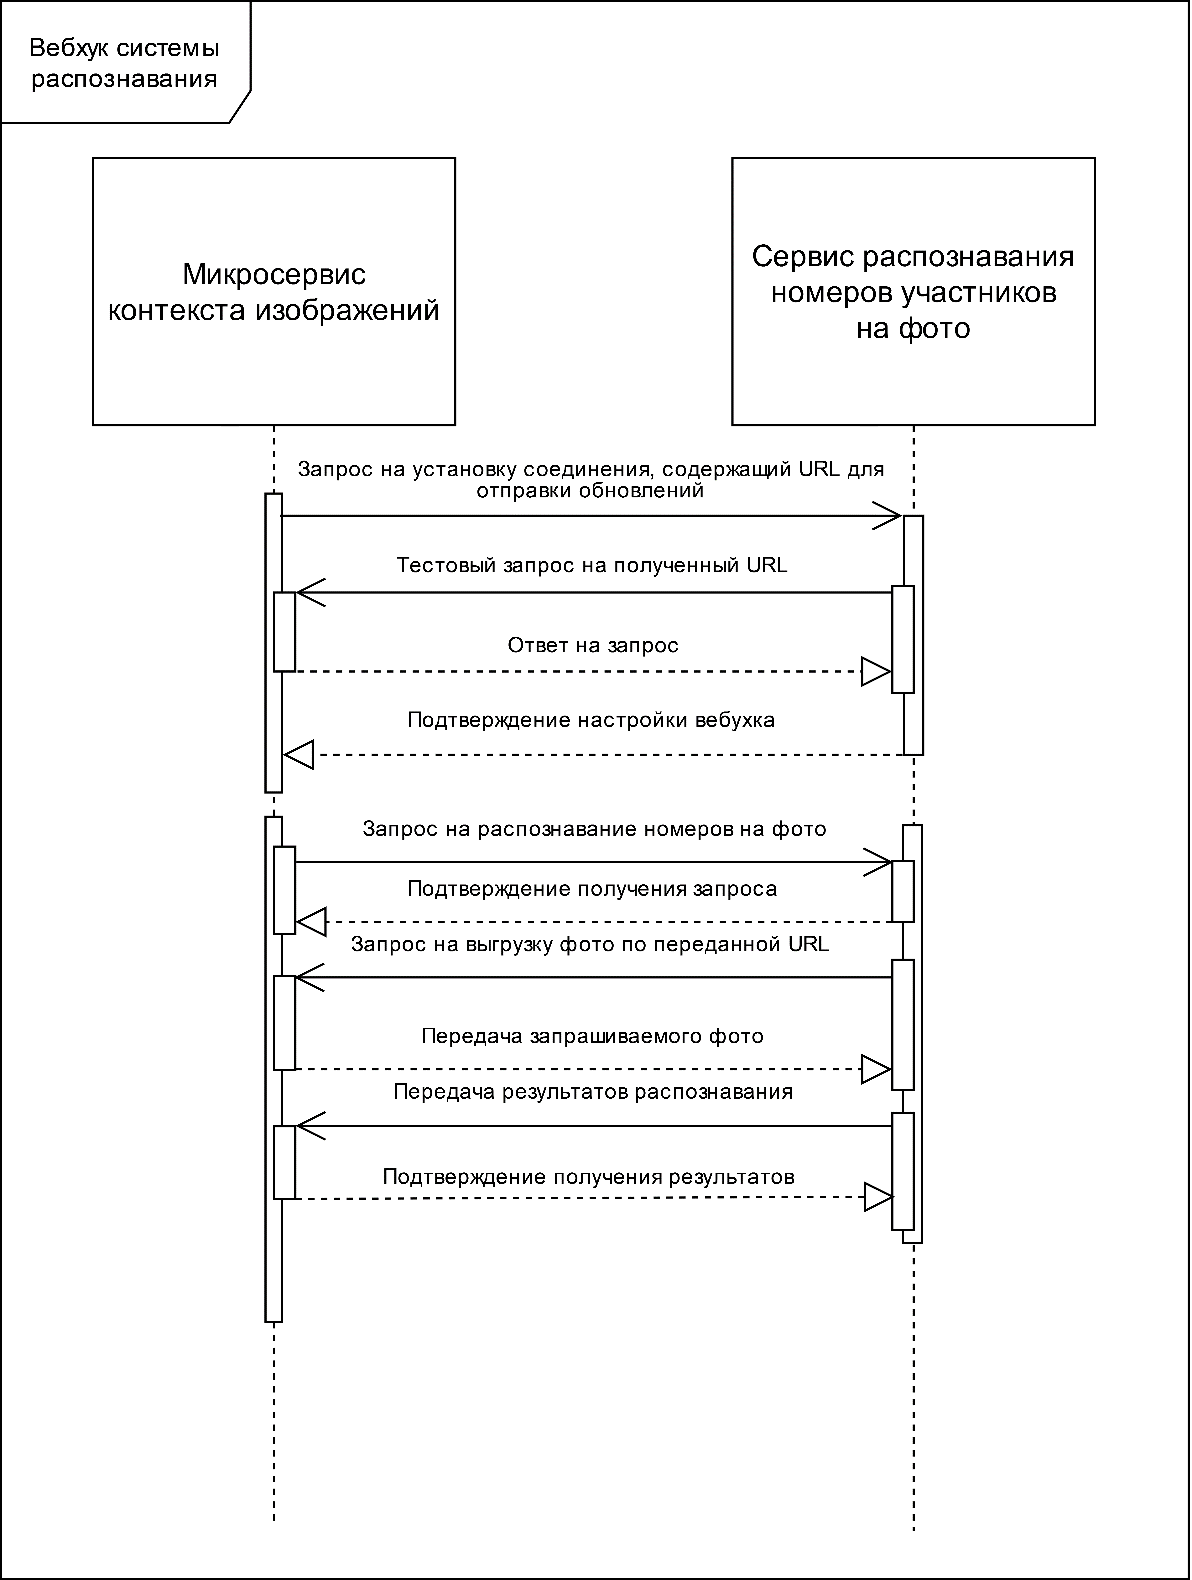 Вебхук системы
распознавания
Микросервис
контекста изображений
Сервис распознавания
номеров участников
на фото
Запрос на установку соединения, содержащий URL для
отправки обновлений
Тестовый запрос на полученный URL
Ответ на запрос
Подтверждение настройки вебухка
Запрос на распознавание номеров на фото
Подтверждение получения запроса
Запрос на выгрузку фото по переданной URL
Передача запрашиваемого фото
Передача результатов распознавания
Подтверждение получения результатов